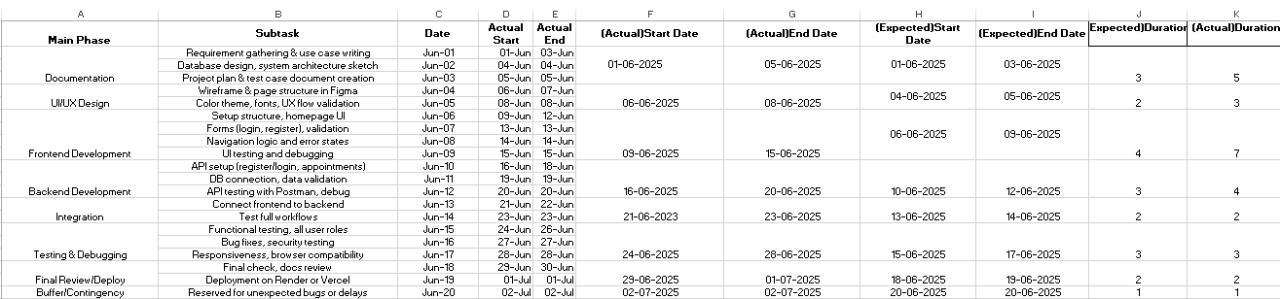 A B C D E F G H I J K
Main Phase Subtask Date Actual Start Actual End (Actual)Start Date (Actual)End Date (Expected)Start Date (Expected)End Date Expected)Duration (Actual)Duration
Requirement gathering & use case writing Jun-01 01-Jun 03-Jun
Database design, system architecture sketch Jun-02 04-Jun 04-Jun 01-06-2025 05-06-2025 01-06-2025 03-06-2025
Documentation Project plan & test case document creation Jun-03 05-Jun 05-Jun 3 5
Wireframe & page structure in Figma Jun-04 06-Jun 07-Jun 04-06-2025 05-06-2025
UI/UX Design Color theme, fonts, UX flow validation Jun-05 08-Jun 08-Jun 06-06-2025 08-06-2025 2 3
Setup structure, homepage UI Jun-06 09-Jun 12-Jun
Forms (login, register), validation Jun-07 13-Jun 13-Jun 06-06-2025 09-06-2025
Navigation logic and error states Jun-08 14-Jun 14-Jun
Frontend Development UI testing and debugging Jun-09 15-Jun 15-Jun 09-06-2025 15-06-2025 4 7
API setup (register/login, appointments) Jun-10 16-Jun 18-Jun
DB connection, data validation Jun-11 19-Jun 19-Jun
Backend Development API testing with Postman, debug Jun-12 20-Jun 20-Jun 16-06-2025 20-06-2025 10-06-2025 12-06-2025 3 4
Connect frontend to backend Jun-13 21-Jun 22-Jun
Integration Test full workflows Jun-14 23-Jun 23-Jun 21-06-2023 23-06-2025 13-06-2025 14-06-2025 2 2
Functional testing, all user roles Jun-15 24-Jun 26-Jun
Bug fixes, security testing Jun-16 27-Jun 27-Jun
Testing & Debugging Responsiveness, browser compatibility Jun-17 28-Jun 28-Jun 24-06-2025 28-06-2025 15-06-2025 17-06-2025 3 3
Final check, docs review Jun-18 29-Jun 30-Jun
Final Review/Deploy Deployment on Render or Vercel Jun-19 01-Jul 01-Jul 29-06-2025 01-07-2025 18-06-2025 19-06-2025 2 2
Buffer/Contingency Reserved for unexpected bugs or delays Jun-20 02-Jul 02-Jul 02-07-2025 02-07-2025 20-06-2025 20-06-2025 1 1